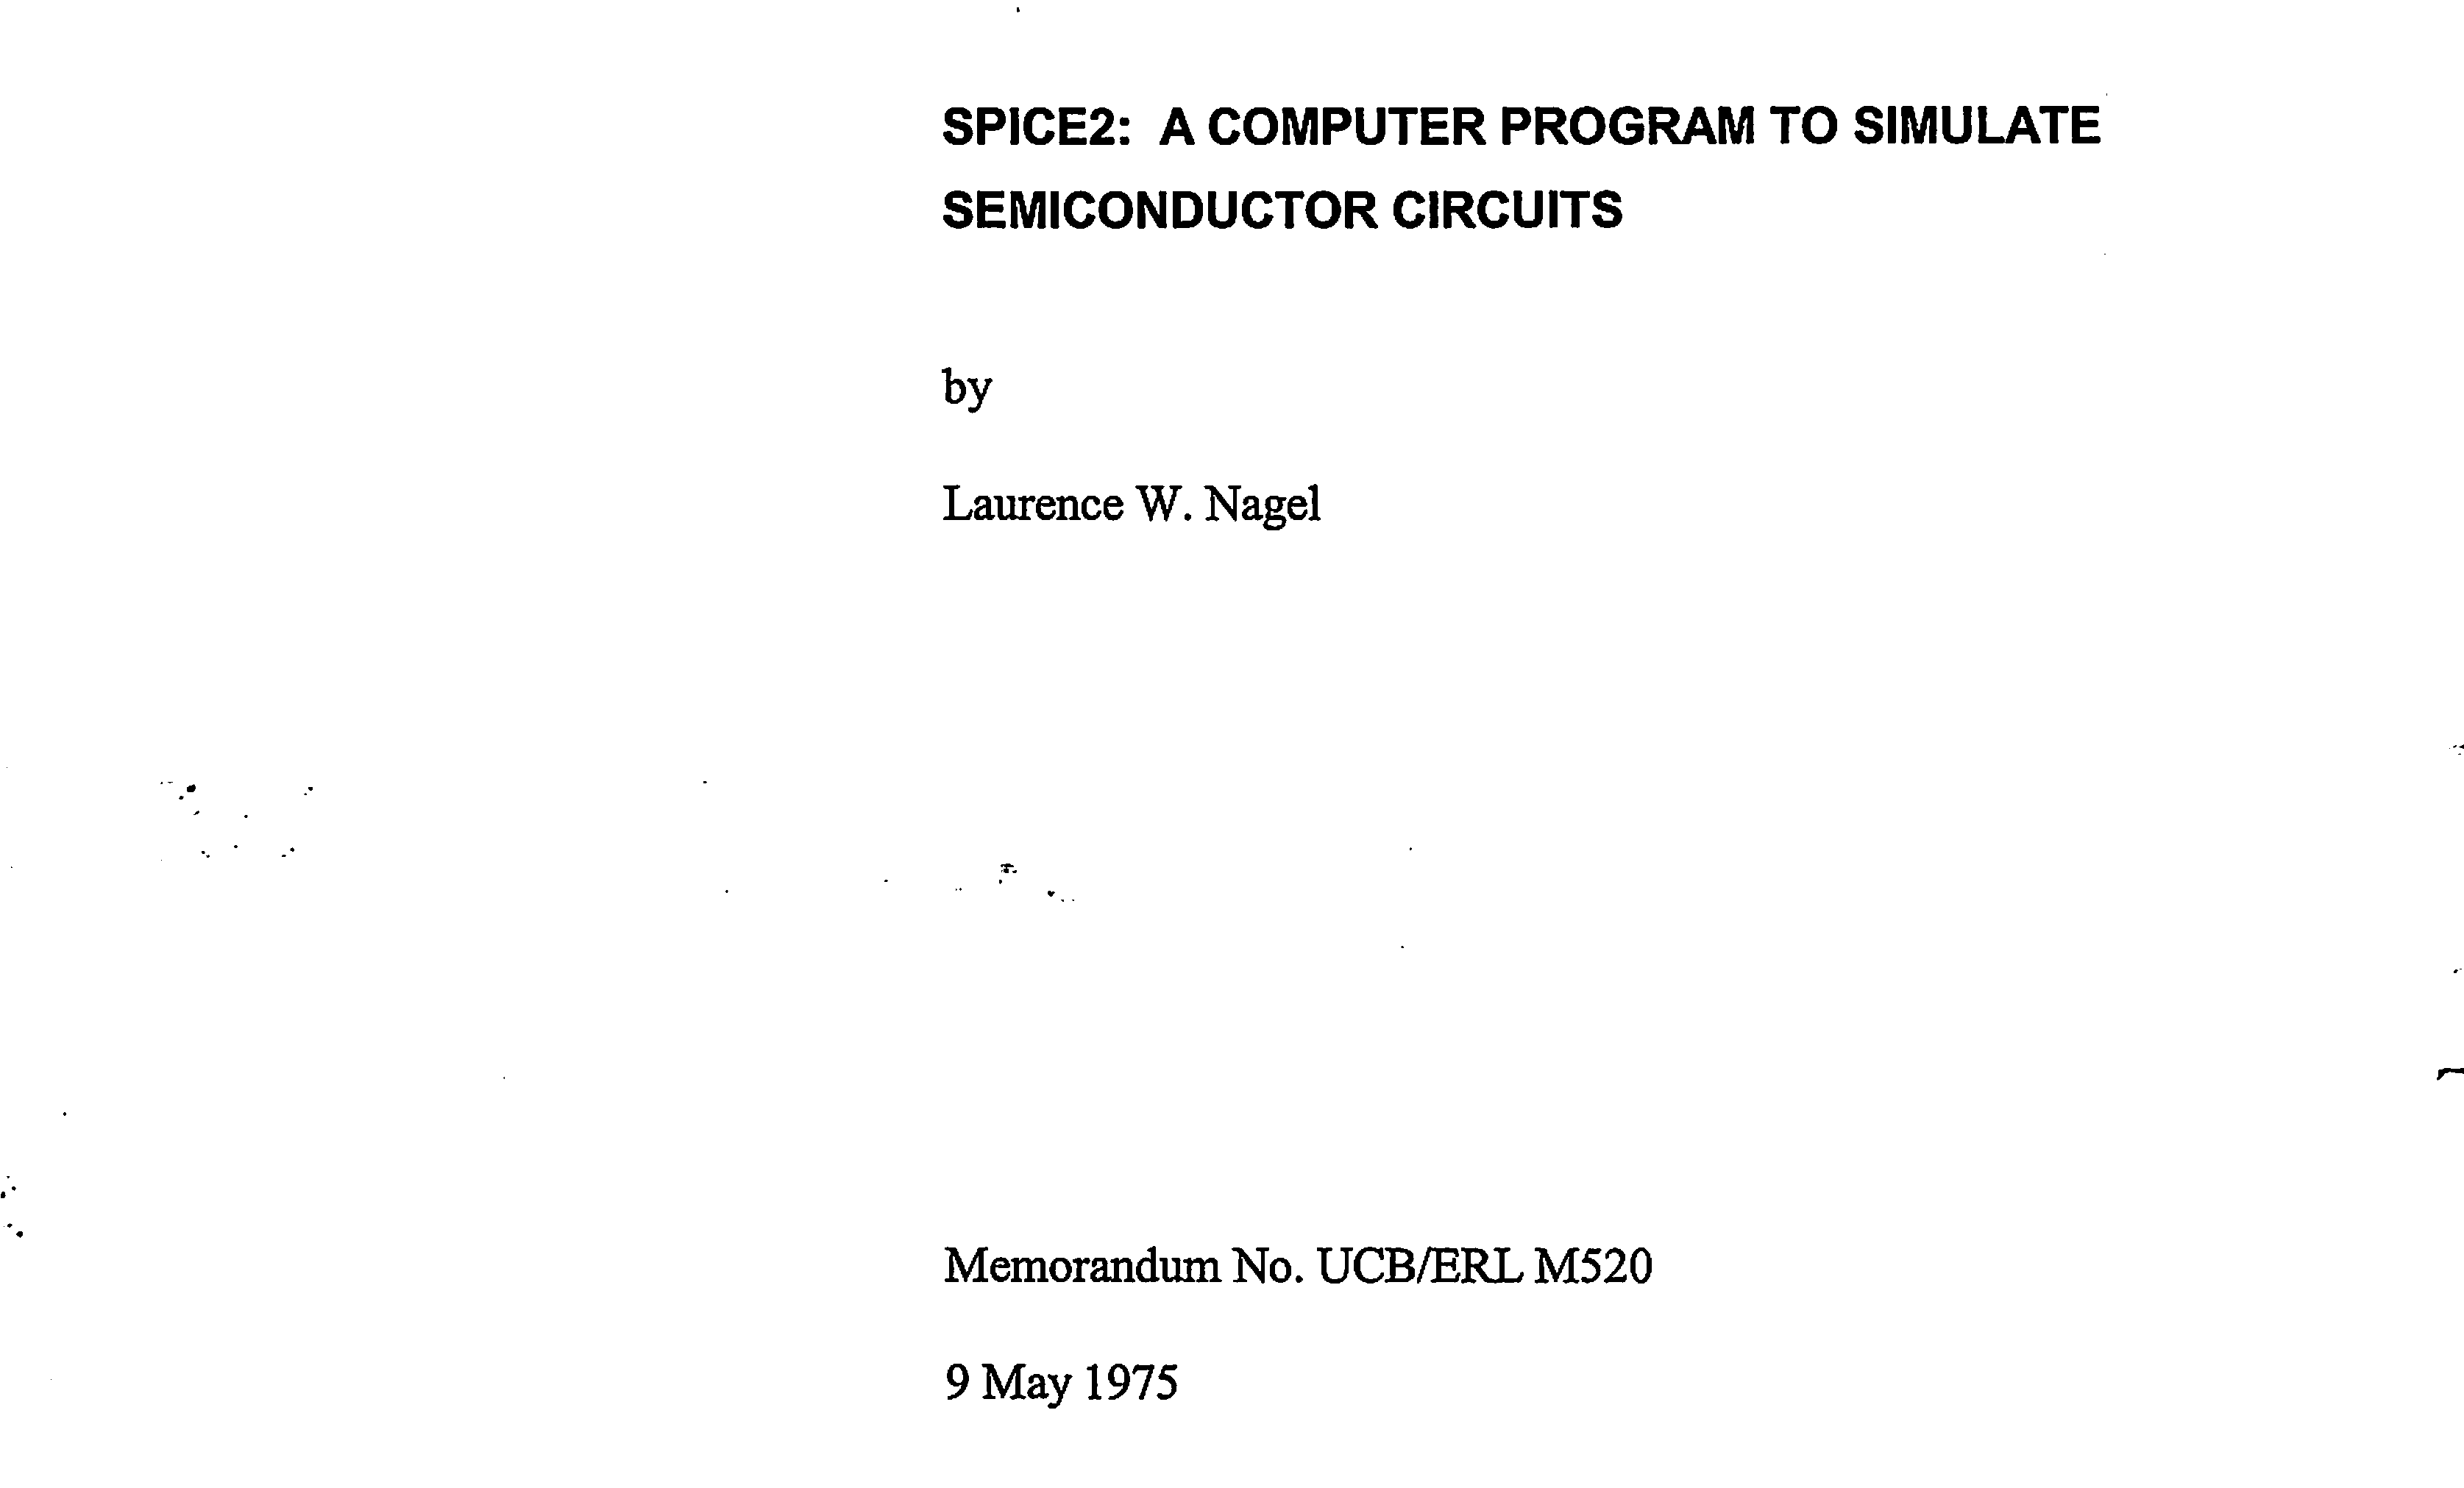 SPICE2: A COMPUTER PROGRAM TO SIMULATE
SEMICONDUCTOR CIRCUITS
by
Laurence W. Nagel
Memorandum No. UCB/ERL M520
9 May 1975